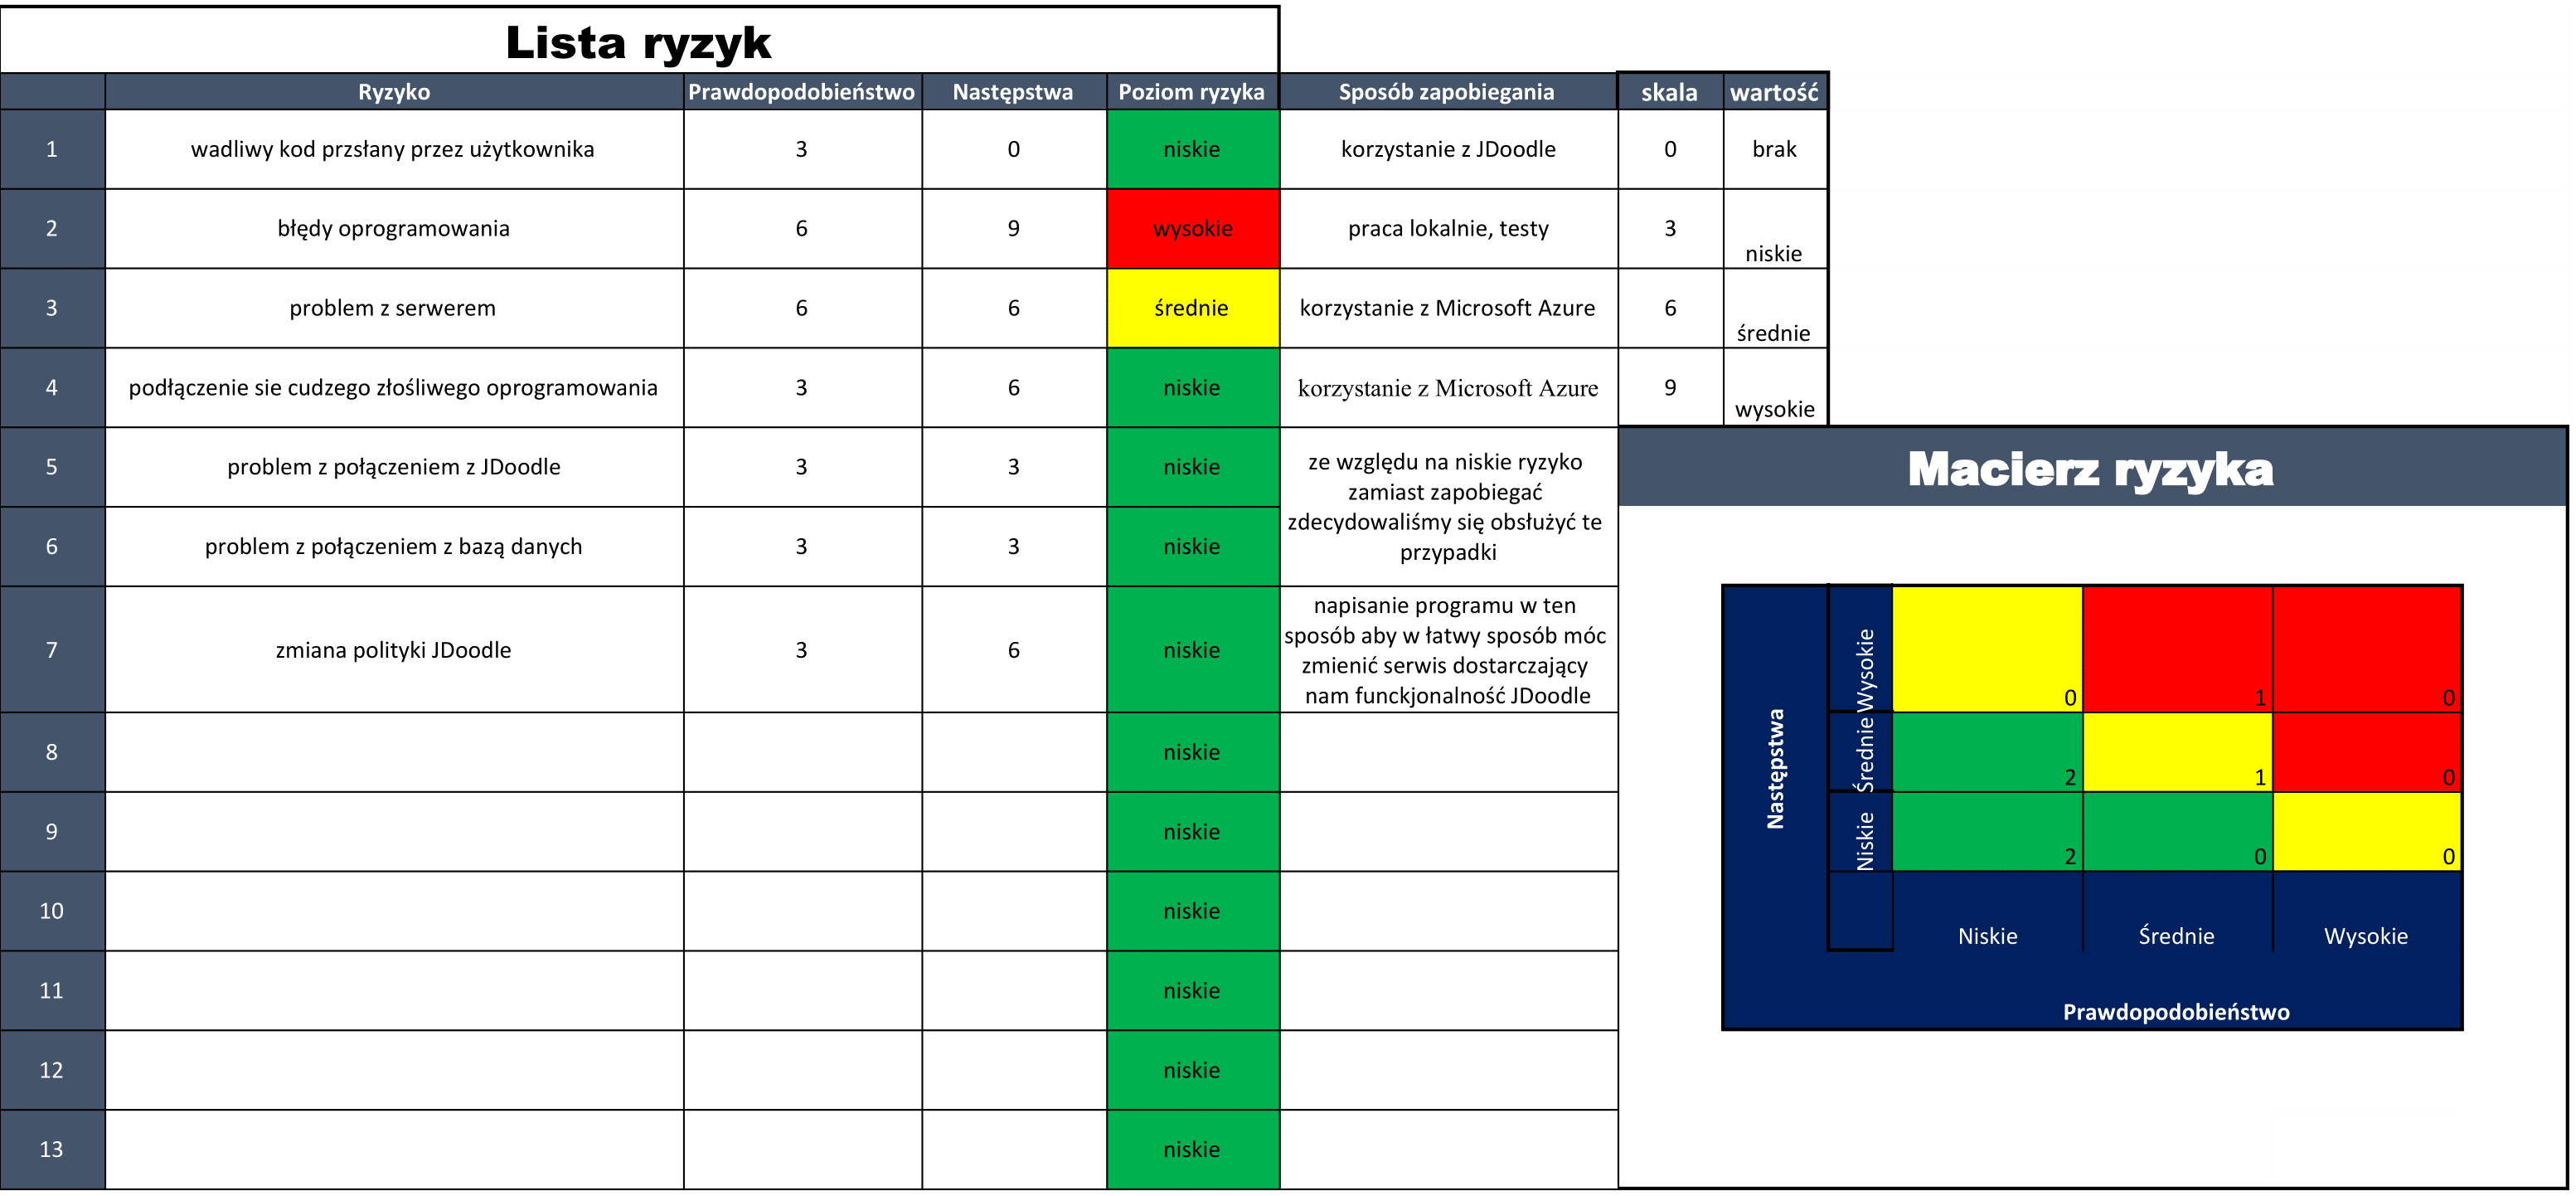 Lista ryzyk
Ryzyko Prawdopodobieństwo Następstwa Poziom ryzyka Sposób zapobiegania skala wartość
1 wadliwy kod przsłany przez użytkownika 3 0 niskie korzystanie z JDoodle 0 brak
2 błędy oprogramowania 6 9 wysokie praca lokalnie, testy 3 niskie
3 problem z serwerem 6 6 średnie korzystanie z Microsoft Azure 6 średnie
4 podłączenie sie cudzego złośliwego oprogramowania 3 6 niskie korzystanie z Microsoft Azure 9 wysokie
5 problem z połączeniem z JDoodle 3 3 niskie
6 problem z połączeniem z bazą danych 3 3 niskie
ze względu na niskie ryzyko
zamiast zapobiegać
zdecydowaliśmy się obsłużyć te
przypadki
7 zmiana polityki JDoodle 3 6 niskie
napisanie programu w ten
sposób aby w łatwy sposób móc
zmienić serwis dostarczający
nam funckjonalność JDoodle
8 niskie
9 niskie
10 niskie
11 niskie
12 niskie
13 niskie
Macierz ryzyka
Następstwa
Wysokie 0 1 0
Średnie 2 1 0
Niskie 2 0 0
Niskie Średnie Wysokie
Prawdopodobieństwo